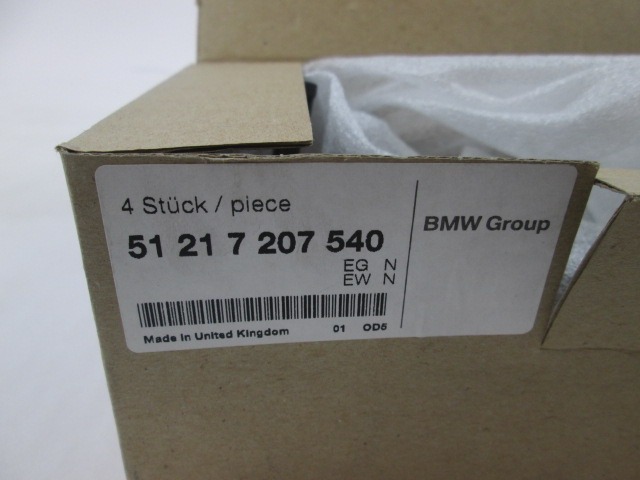 4 Stück / piece
51 21 7 207 540
EG N
EW N
Made in United Kingdom 01 OD5
BMW Group